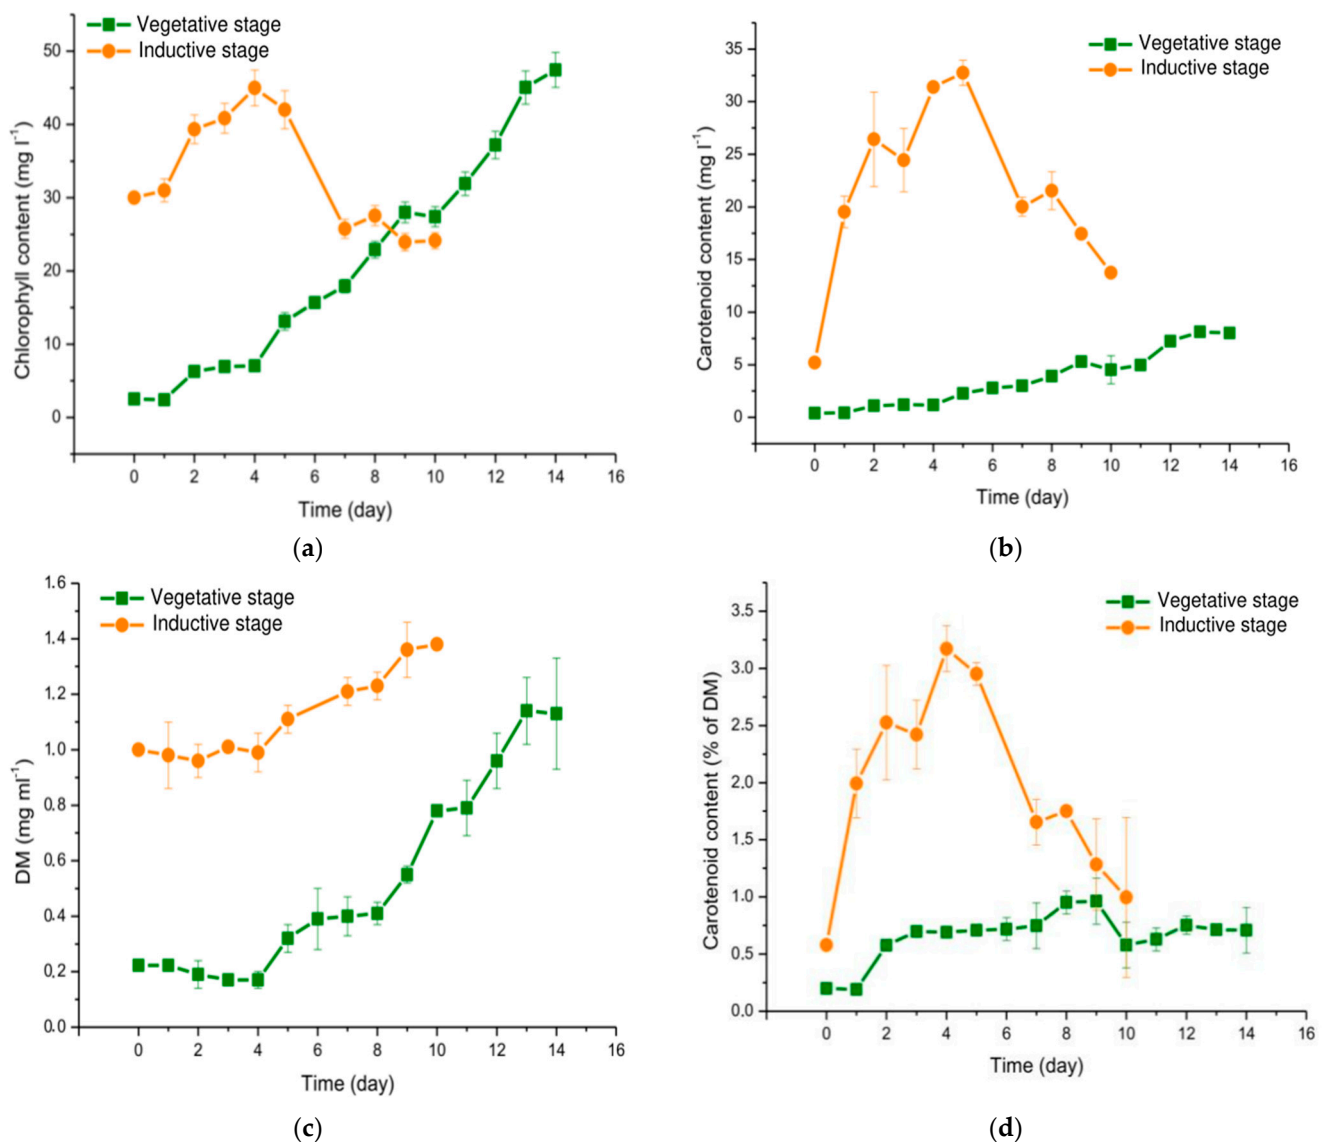 Vegetative stage
Inductive stage
Chlorophyll content (mg l⁻¹)
50
40
30
20
10
0
0 2 4 6 8 10 12 14 16
Time (day)
(a)
Vegetative stage
Inductive stage
Carotenoid content (mg l⁻¹)
35
30
25
20
15
10
5
0
0 2 4 6 8 10 12 14 16
Time (day)
(b)
Vegetative stage
Inductive stage
DM (mg ml⁻¹)
1.6
1.4
1.2
1.0
0.8
0.6
0.4
0.2
0.0
0 2 4 6 8 10 12 14 16
Time (day)
(c)
Vegetative stage
Inductive stage
Carotenoid content (% of DM)
3.5
3.0
2.5
2.0
1.5
1.0
0.5
0.0
0 2 4 6 8 10 12 14 16
Time (day)
(d)